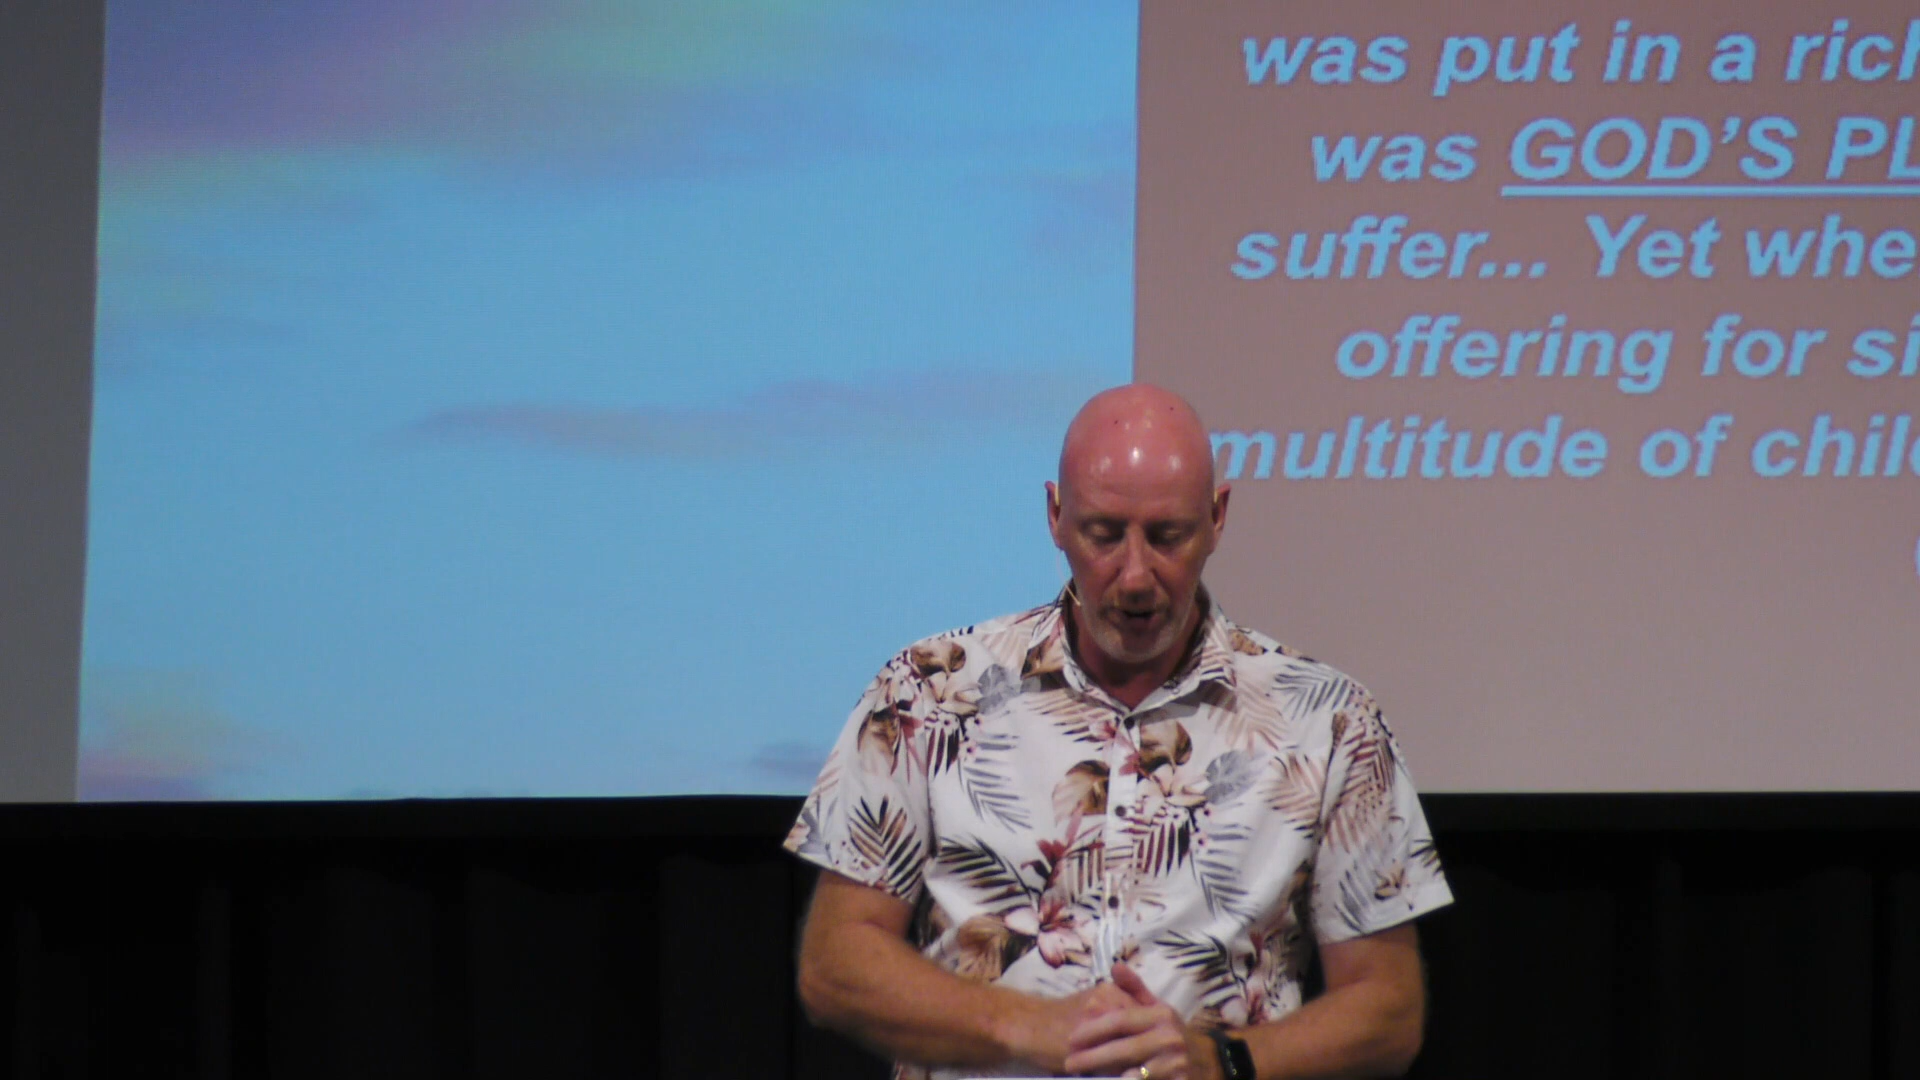 was put in a rich
was GOD'S PL
suffer... Yet whe
offering for si
multitude of chil